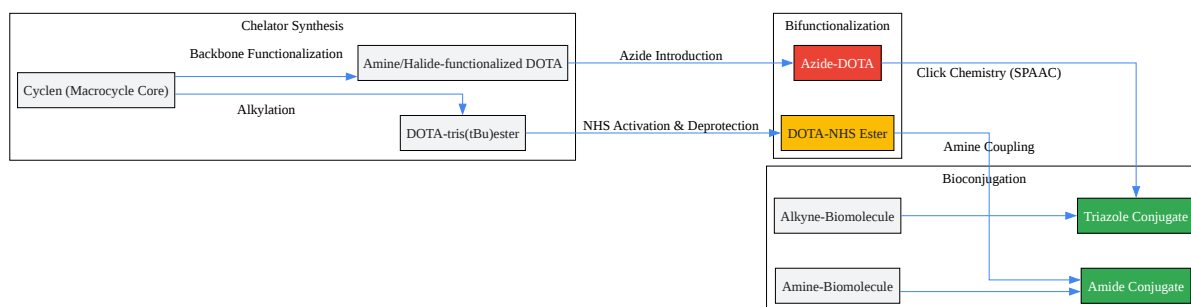 Chelator Synthesis
Bifunctionalization
Backbone Functionalization
Cyclen (Macrocycle Core)
Amine/Halide-functionalized DOTA
Azide Introduction
Azide-DOTA
Click Chemistry (SPAAC)
Alkylation
DOTA-tris(tBu)ester
NHS Activation & Deprotection
DOTA-NHS Ester
Amine Coupling
Bioconjugation
Alkyne-Biomolecule
Triazole Conjugate
Amine-Biomolecule
Amide Conjugate